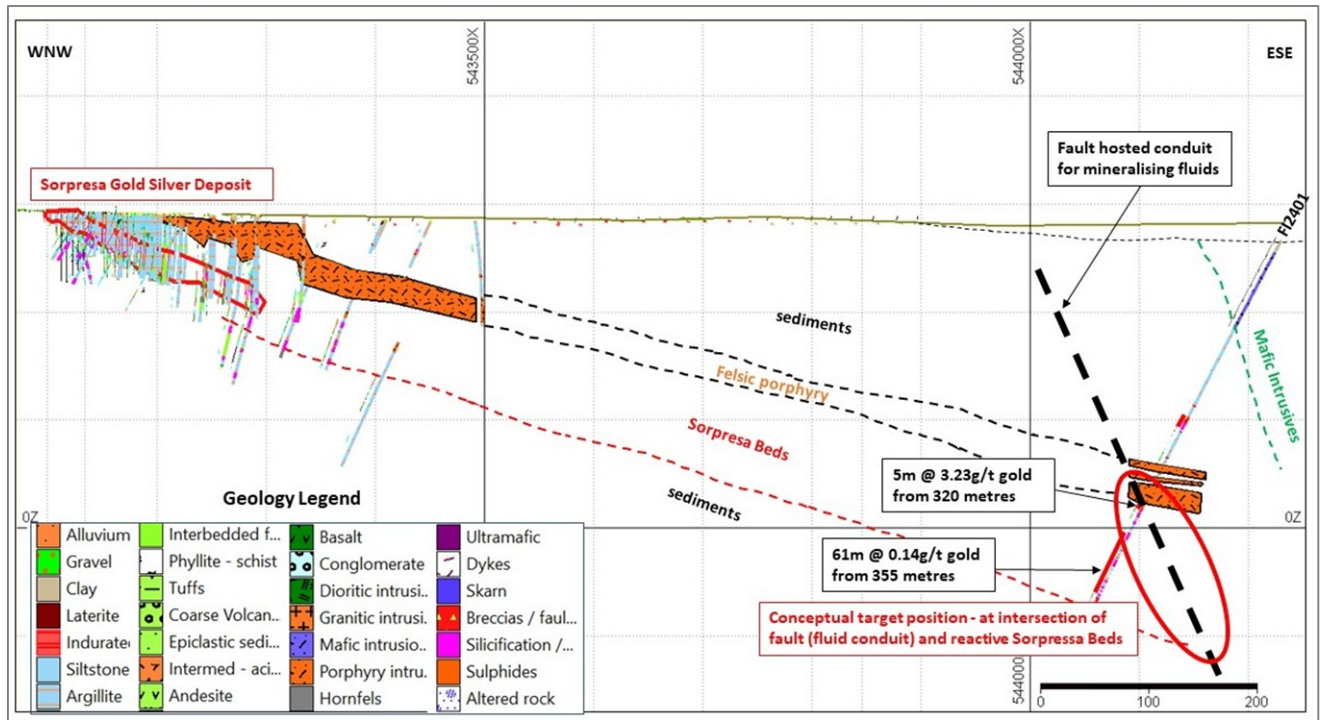 WNW
543500X
544000X
ESE
Fault hosted conduit
for mineralising fluids
Sorpresa Gold Silver Deposit
FI2401
sediments
Mafic Intrusives
Felsic porphyry
Sorpresa Beds
sediments
5m @ 3.23g/t gold
from 320 metres
61m @ 0.14g/t gold
from 355 metres
Conceptual target position - at intersection of
fault (fluid conduit) and reactive Sorpressa Beds
0Z
0Z
Geology Legend
Alluvium
Gravel
Clay
Laterite
Indurate
Siltstone
Argillite
Interbedded f...
Phyllite - schist
Tuffs
Coarse Volcan...
Epiclastic sedi...
Intermed - aci...
Andesite
Basalt
Conglomerate
Dioritic intrusi..
Granitic intrusi.
Mafic intrusio..
Porphyry intru.
Hornfels
Ultramafic
Dykes
Skarn
Breccias / faul...
Silicification /...
Sulphides
Altered rock
544000
0
100
200